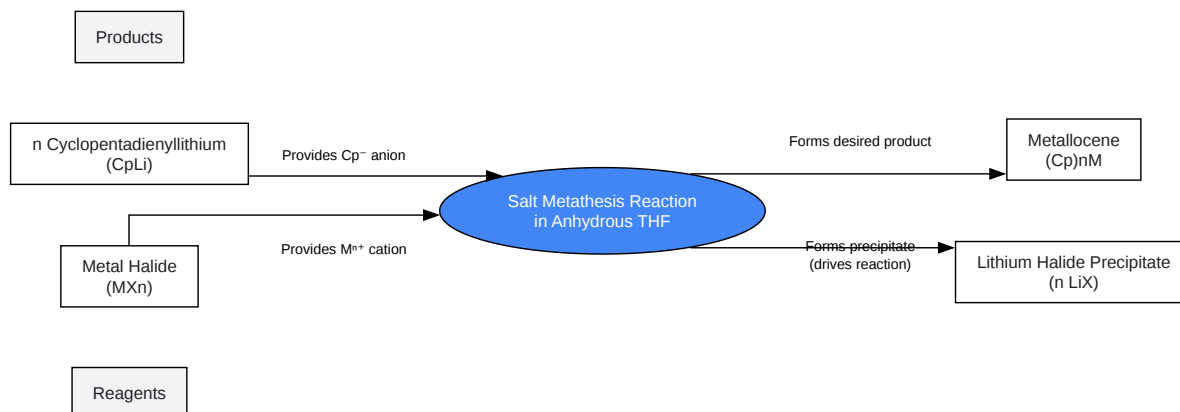 Products
n Cyclopentadienyllithium
(CpLi)
Provides Cp⁻ anion
Salt Metathesis Reaction
in Anhydrous THF
Forms desired product
Metallocene
(Cp)nM
Metal Halide
(MXn)
Provides Mⁿ⁺ cation
Forms precipitate
(drives reaction)
Lithium Halide Precipitate
(n LiX)
Reagents